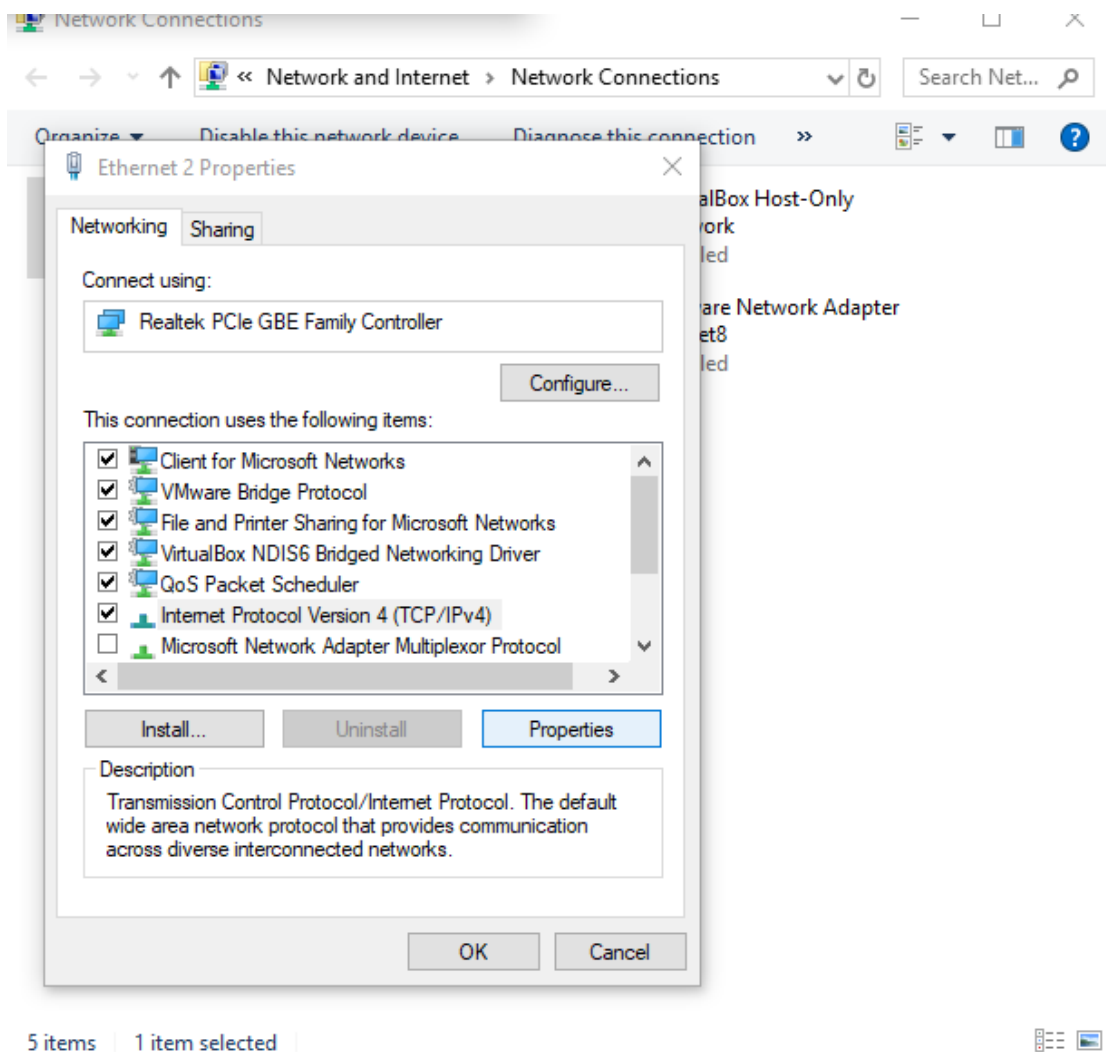 Network Connections
« Network and Internet > Network Connections
Search Net...
Organize Disable this network device Diagnose this connection »
Ethernet 2 Properties
Networking Sharing
Connect using:
Realtek PCIe GBE Family Controller
Configure...
This connection uses the following items:
Client for Microsoft Networks
VMware Bridge Protocol
File and Printer Sharing for Microsoft Networks
VirtualBox NDIS6 Bridged Networking Driver
QoS Packet Scheduler
Internet Protocol Version 4 (TCP/IPv4)
Microsoft Network Adapter Multiplexor Protocol
Install... Uninstall Properties
Description
Transmission Control Protocol/Internet Protocol. The default
wide area network protocol that provides communication
across diverse interconnected networks.
OK Cancel
alBox Host-Only
ork
led
are Network Adapter
et8
led
5 items 1 item selected